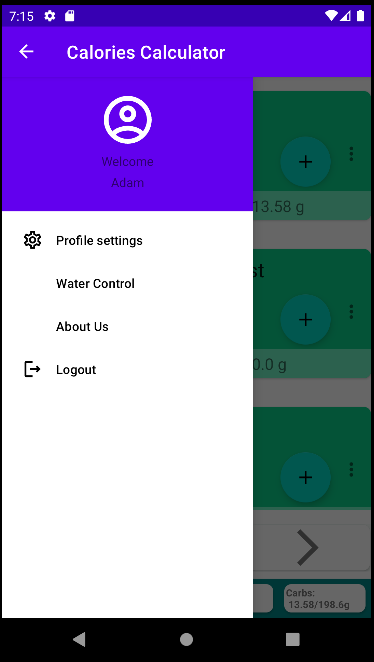 7:15
Calories Calculator
Welcome
Adam
13.58 g
Profile settings
st
Water Control
About Us
0.0 g
Logout
Carbs:
13.58/198.6g